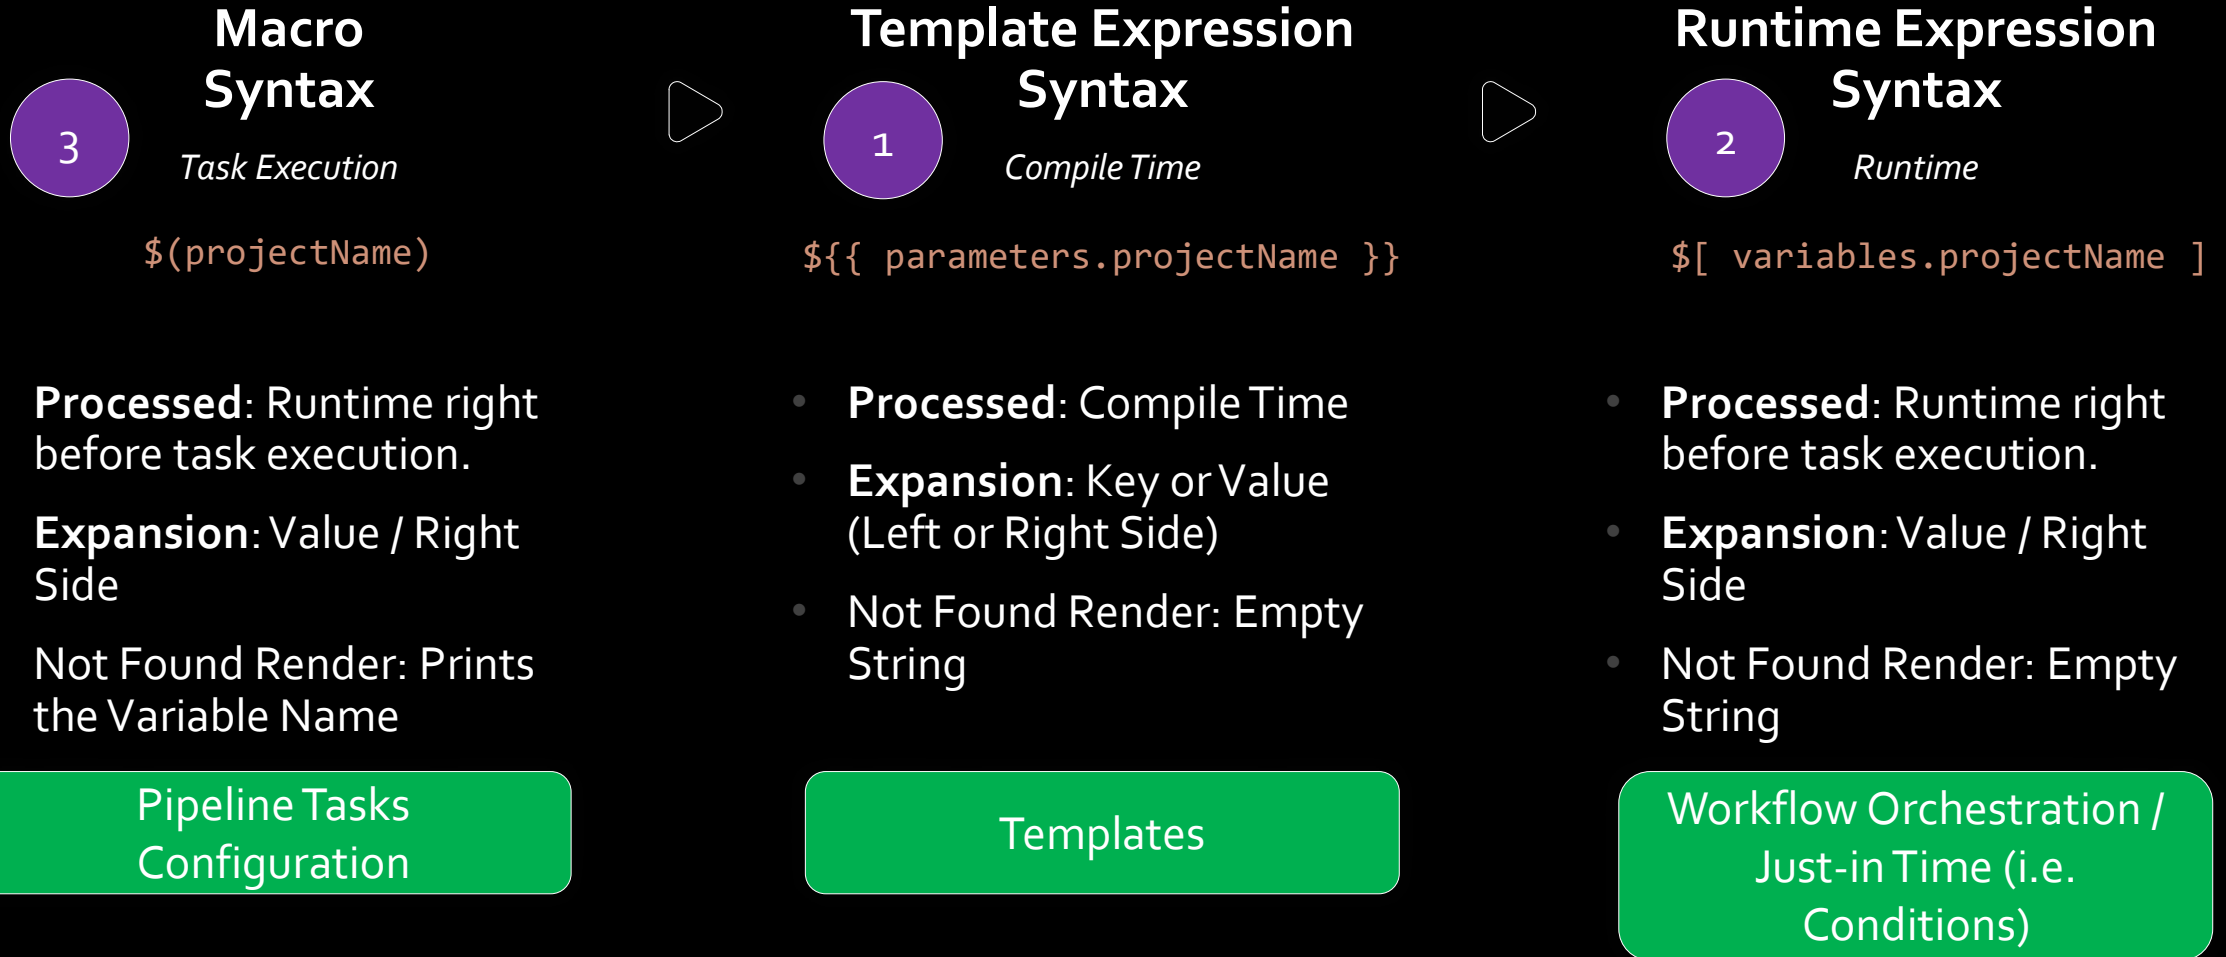 Macro
Syntax
3
Task Execution
$(projectName)
Processed: Runtime right
before task execution.
Expansion: Value / Right
Side
Not Found Render: Prints
the Variable Name
Pipeline Tasks
Configuration
Template Expression
Syntax
1
Compile Time
${{ parameters.projectName }}
Processed: Compile Time
Expansion: Key or Value
(Left or Right Side)
Not Found Render: Empty
String
Templates
Runtime Expression
Syntax
2
Runtime
$[ variables.projectName ]
Processed: Runtime right
before task execution.
Expansion: Value / Right
Side
Not Found Render: Empty
String
Workflow Orchestration /
Just-in Time (i.e.
Conditions)